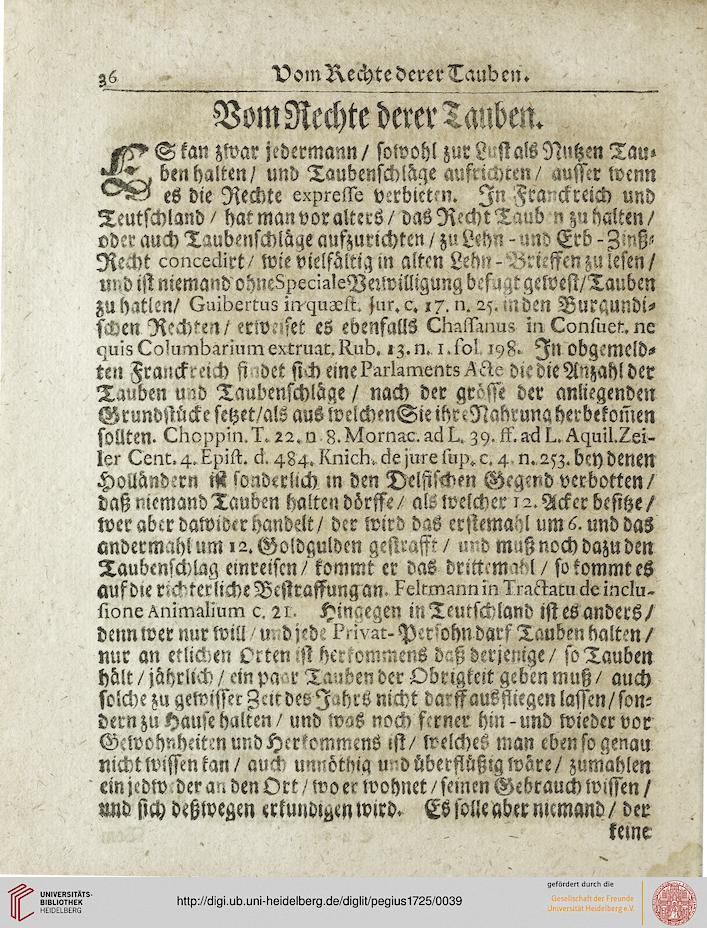 36 Vom Rechte derer Tauben.
Vom Rechte derer Tauben.
ES kan zwar jedermann / sowohl zur Lust als Nutzen Tau-
ben halten / und Taubenschläge aufrichten / ausser wenn
es die Rechte expresse verbieten. In Franckreich und
Teutschland / hat man vor alters / das Recht Tauben zu halten /
oder auch Taubenschläge aufzurichten / zu Lehn - und Erb - Zinß-
Recht concedirt / wie vielfältig in alten Lehn - Brieffen zu lesen /
und ist niemand ohne Speciale Verwilligung befugt gewest / Tauben
zu hatlen / Guibertus in quæst. Jur. c. 17. n. 25. in den Burgundi-
schen Rechten / erweiset es ebenfalls Chassanus in Consuet. ne
quis Columbarium extruat. Rub. 13. n. 1. fol. 198. In obgemeld-
ten Franckreich findet sich eine Parlaments Acte die die Anzahl der
Tauben und Taubenschläge / nach der grösse der anliegenden
Grundstücke setzet / als aus welchen Sie ihre Nahrung herbekom̃en
sollten. Choppin. T. 22. n. 8. Mornac. ad L. 39. ff. ad L. Aquil. Zei-
ler Cent. 4. Epist. d. 484. Knich. de jure sup. c. 4. n. 253. bey denen
Holländern ist sonderlich in den Delfischen Gegend verbotten /
daß niemand Tauben halten dörffe / als welcher 12. Acker besitze /
wer aber dawider handelt / der wird das erstemahl um 6. und das
andermahl um 12. Goldgulden gestrafft / und muß noch dazu den
Taubenschlag einreisen / kommt er das drittemahl / so kommt es
auf die richterliche Bestraffung an. Feltmann in Tractatu de inclu-
sione Animalium c. 21. Hingegen in Teutschland ist es anders /
denn wer nur will / und jede Privat-Persohn darf Tauben halten /
nur an etlichen Orten ist herkommens daß derjenige / so Tauben
hält / jährlich / ein paar Tauben der Obrigkeit geben muß / auch
solche zu gewisser Zeit des Jahrs nicht darff ausfliegen lassen / son-
dern zu Hause halten / und was noch ferner hin - und wieder vor
Gewohnheiten und Herkommens ist / welches man eben so genau
nicht wissen kan / auch unnöthig und überflüßig wäre / zumahlen
ein jedweder an den Ort / wo er wohnet / seinen Gebrauch wissen /
und sich deßwegen erkundigen wird. Es solle aber niemand / der
keine
UNIVERSITÄTS-
BIBLIOTHEK
HEIDELBERG
http://digi.ub.uni-heidelberg.de/diglit/pegius1725/0039
gefördert durch die
Gesellschaft der Freunde
Universität Heidelberg e.V.